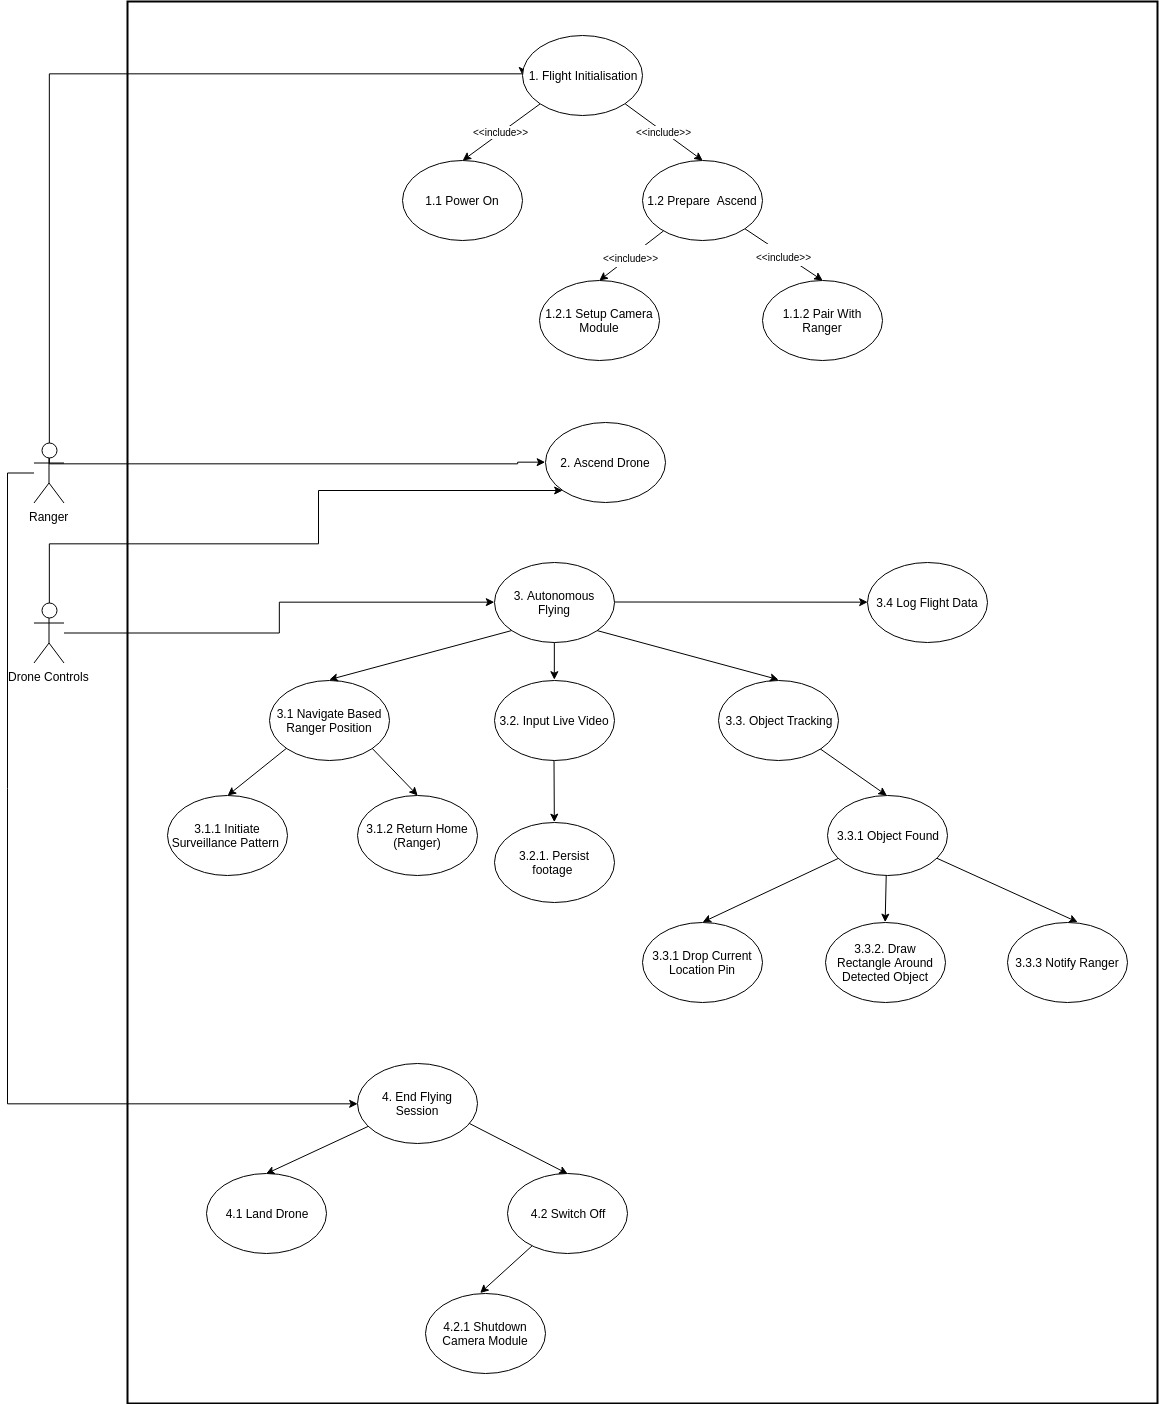 1. Flight Initialisation
<<include>>
<<include>>
1.1 Power On
1.2 Prepare  Ascend
<<include>>
<<include>>
1.2.1 Setup Camera
Module
1.1.2 Pair With
Ranger
2. Ascend Drone
Ranger
3. Autonomous
Flying
3.4 Log Flight Data
Drone Controls
3.1 Navigate Based
Ranger Position
3.2. Input Live Video
3.3. Object Tracking
3.1.1 Initiate
Surveillance Pattern
3.1.2 Return Home
(Ranger)
3.2.1. Persist
footage
3.3.1 Object Found
3.3.1 Drop Current
Location Pin
3.3.2. Draw
Rectangle Around
Detected Object
3.3.3 Notify Ranger
4. End Flying
Session
4.1 Land Drone
4.2 Switch Off
4.2.1 Shutdown
Camera Module